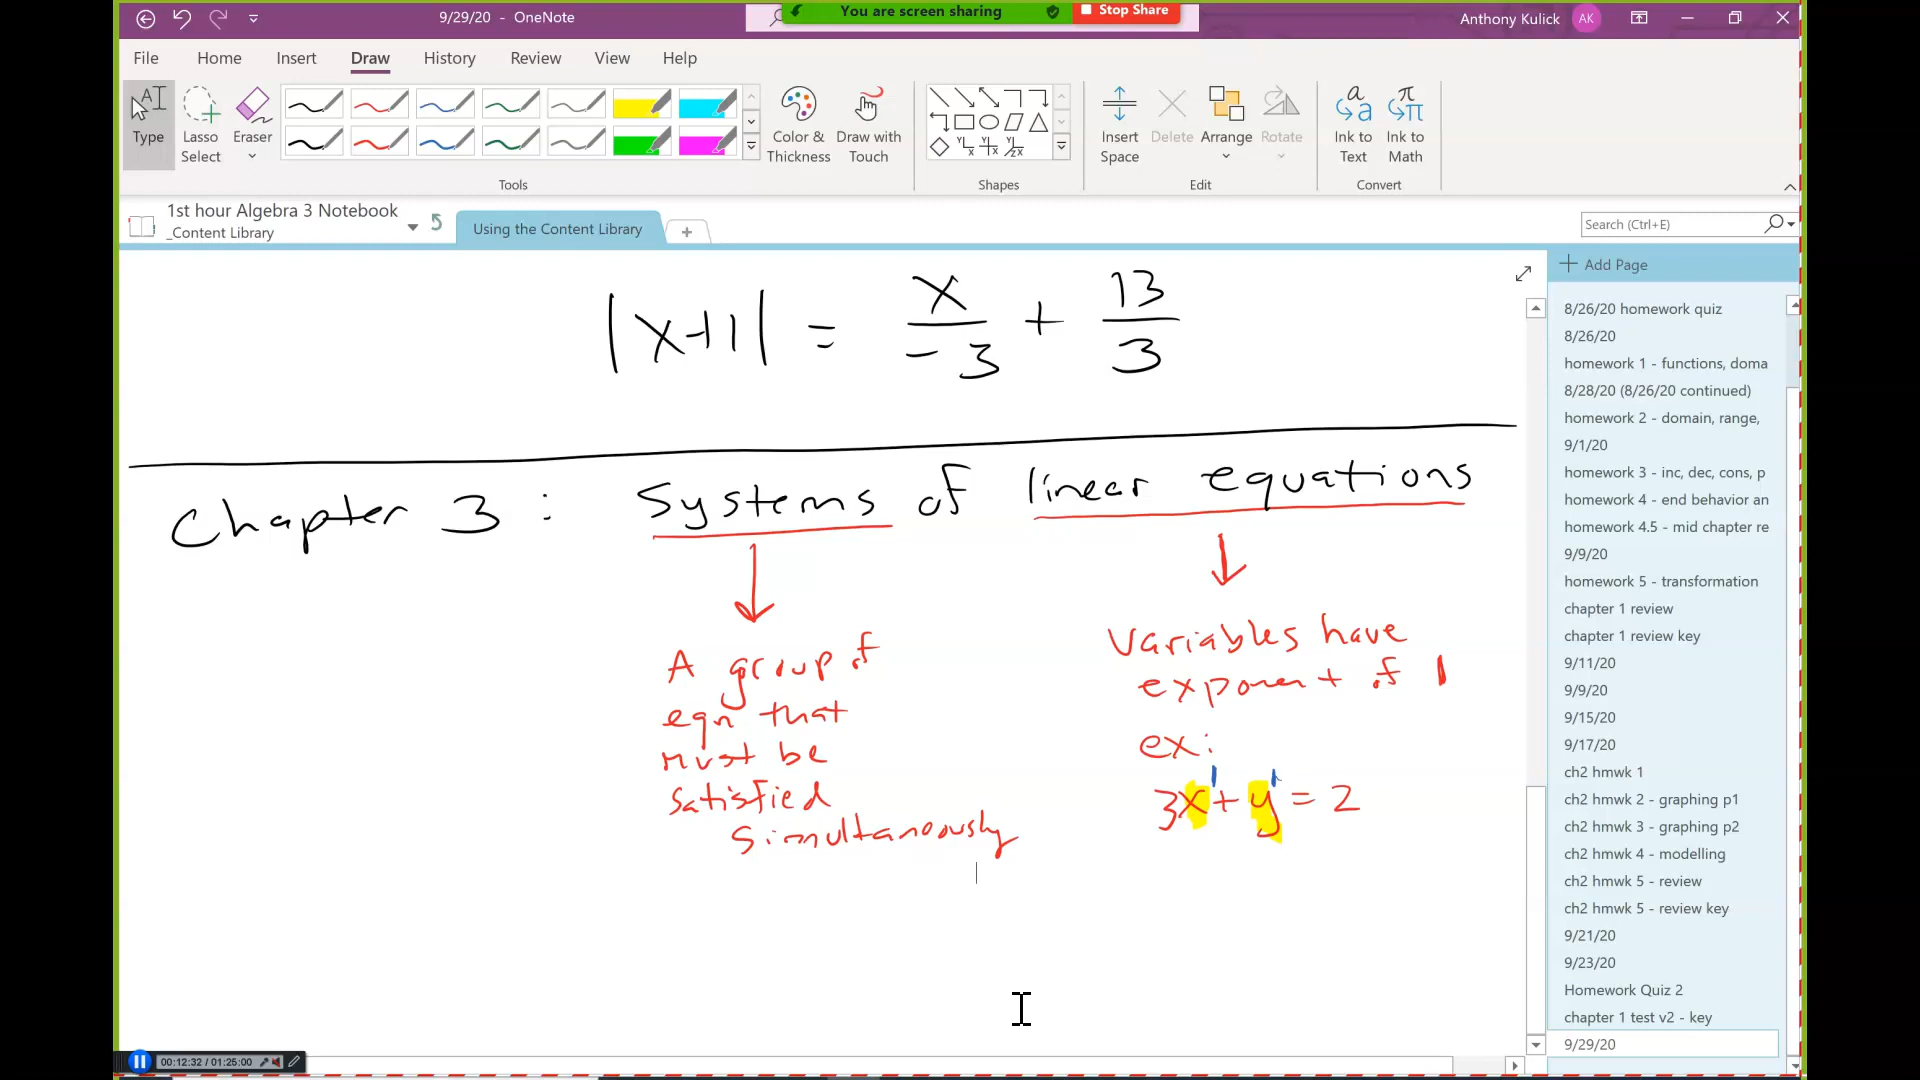 9/29/20 - OneNote
You are screen sharing
Stop Share
Anthony Kulick AK
File Home Insert Draw History Review View Help
Type
Lasso Select
Eraser
Color & Thickness
Draw with Touch
Insert Space
Delete
Arrange
Rotate
Ink to Text
Ink to Math
Tools
Shapes
Edit
Convert
1st hour Algebra 3 Notebook
_Content Library
Using the Content Library
Search (Ctrl+E)
|x+1| = x/-3 + 13/3
Chapter 3 : Systems of linear equations
A group of
eqn that
must be
satisfied
simultaneously
Variables have
exponent of 1
ex:
3x¹ + y¹ = 2
Add Page
8/26/20 homework quiz
8/26/20
homework 1 - functions, doma
8/28/20 (8/26/20 continued)
homework 2 - domain, range,
9/1/20
homework 3 - inc, dec, cons, p
homework 4 - end behavior an
homework 4.5 - mid chapter re
9/9/20
homework 5 - transformation
chapter 1 review
chapter 1 review key
9/11/20
9/9/20
9/15/20
9/17/20
ch2 hmwk 1
ch2 hmwk 2 - graphing p1
ch2 hmwk 3 - graphing p2
ch2 hmwk 4 - modelling
ch2 hmwk 5 - review
ch2 hmwk 5 - review key
9/21/20
9/23/20
Homework Quiz 2
chapter 1 test v2 - key
9/29/20
00:12:32 / 01:25:00